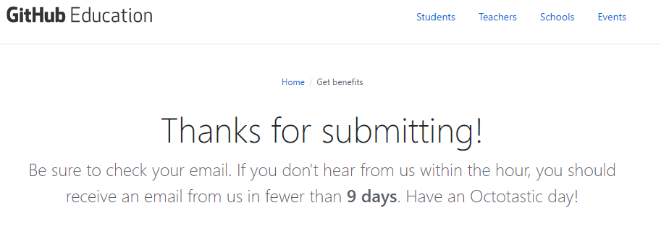 GitHub Education Students Teachers Schools Events
Home / Get benefits
Thanks for submitting!
Be sure to check your email. If you don't hear from us within the hour, you should
receive an email from us in fewer than 9 days. Have an Octotastic day!